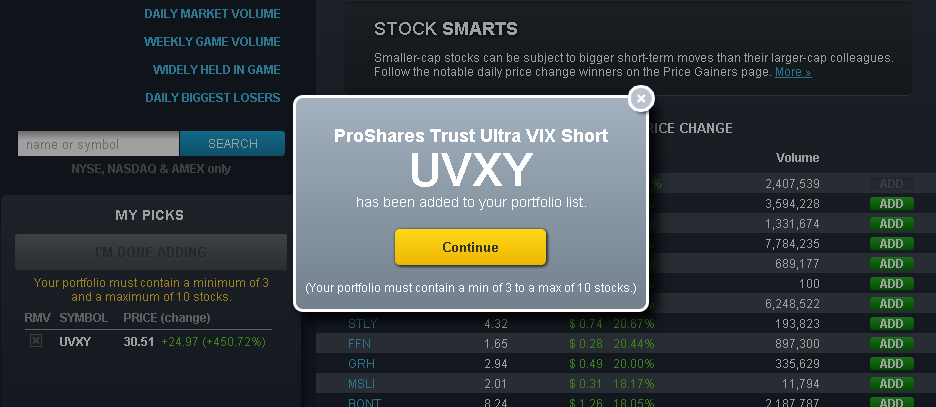 DAILY MARKET VOLUME
WEEKLY GAME VOLUME
WIDELY HELD IN GAME
DAILY BIGGEST LOSERS
name or symbol SEARCH
NYSE, NASDAQ & AMEX only
MY PICKS
I'M DONE ADDING
Your portfolio must contain a minimum of 3
and a maximum of 10 stocks.
RMV SYMBOL PRICE (change)
UVXY 30.51 +24.97 (+450.72%)
STOCK SMARTS
Smaller-cap stocks can be subject to bigger short-term moves than their larger-cap colleagues.
Follow the notable daily price change winners on the Price Gainers page. More »
ProShares Trust Ultra VIX Short
UVXY
has been added to your portfolio list.
Continue
(Your portfolio must contain a min of 3 to a max of 10 stocks.)
RICE CHANGE
Volume
% 2,407,539 ADD
3,594,228 ADD
1,331,674 ADD
7,784,235 ADD
689,177 ADD
100 ADD
6,248,522 ADD
STLY 4.32 $ 0.74 20.67% 193,823 ADD
FFN 1.65 $ 0.28 20.44% 897,300 ADD
GRH 2.94 $ 0.49 20.00% 335,629 ADD
MSLI 2.01 $ 0.31 18.17% 11,794 ADD
BONT 8.24 $ 1.26 18.05% 2,187,787 ADD